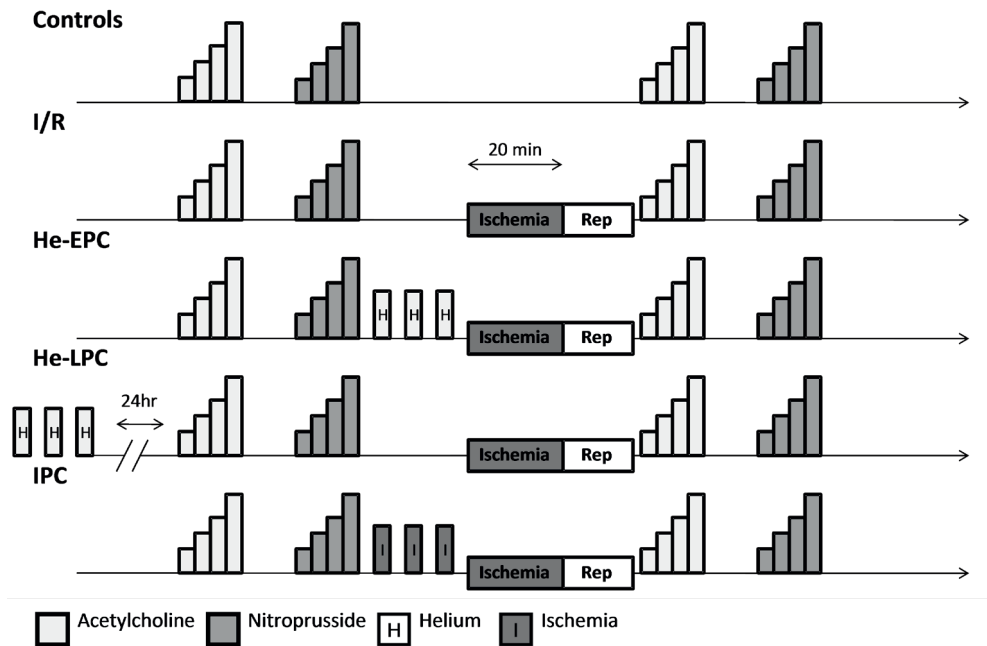 Controls
I/R
20 min
Ischemia Rep
He-EPC
H H H
Ischemia Rep
He-LPC
24hr
H H H
Ischemia Rep
IPC
I I I
Ischemia Rep
Acetylcholine Nitroprusside H Helium I Ischemia